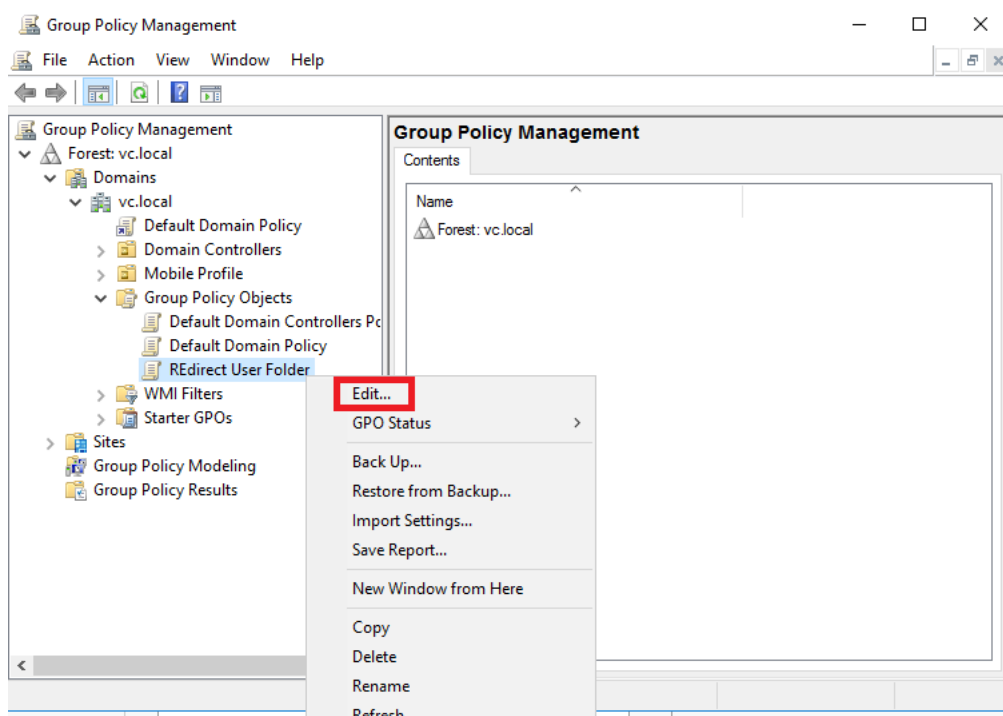 Group Policy Management
File Action View Window Help
Group Policy Management
Forest: vc.local
Domains
vc.local
Default Domain Policy
Domain Controllers
Mobile Profile
Group Policy Objects
Default Domain Controllers Po
Default Domain Policy
REdirect User Folder
WMI Filters
Starter GPOs
Sites
Group Policy Modeling
Group Policy Results
Group Policy Management
Contents
Name
Forest: vc.local
Edit...
GPO Status
Back Up...
Restore from Backup...
Import Settings...
Save Report...
New Window from Here
Copy
Delete
Rename
Refresh